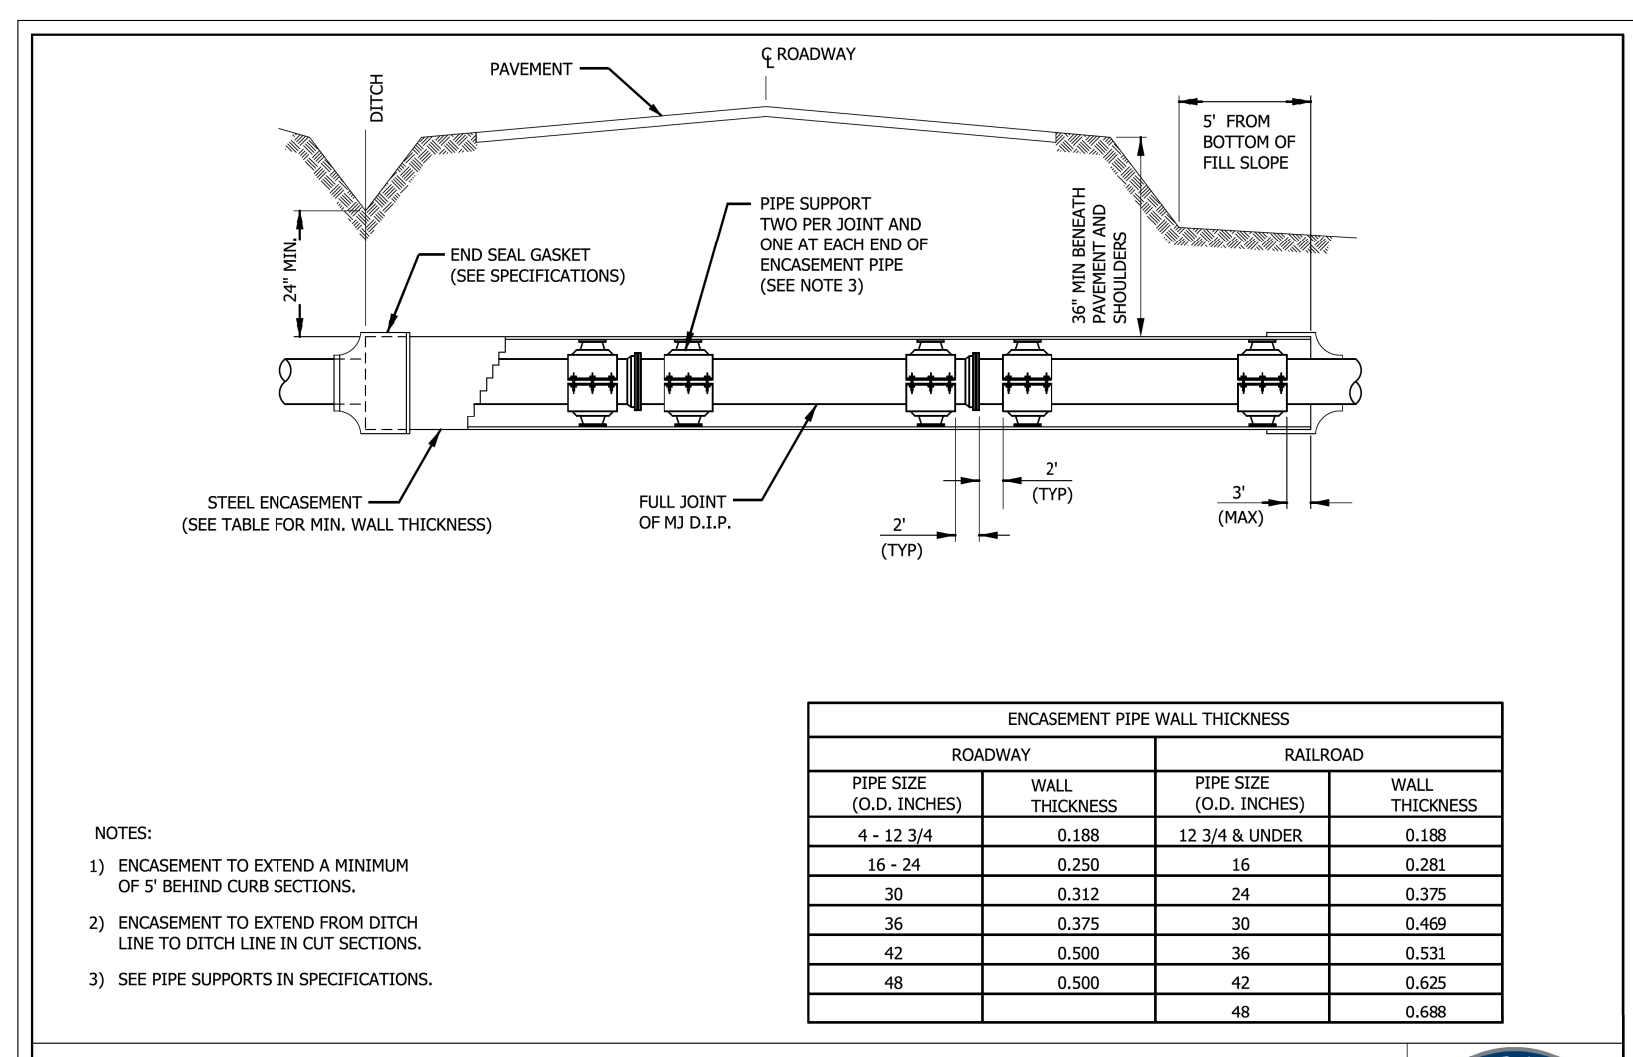 ℄ ROADWAY
PAVEMENT
DITCH
5' FROM
BOTTOM OF
FILL SLOPE
24" MIN.
END SEAL GASKET
(SEE SPECIFICATIONS)
PIPE SUPPORT
TWO PER JOINT AND
ONE AT EACH END OF
ENCASEMENT PIPE
(SEE NOTE 3)
36" MIN BENEATH
PAVEMENT AND
SHOULDERS
STEEL ENCASEMENT
(SEE TABLE FOR MIN. WALL THICKNESS)
FULL JOINT
OF MJ D.I.P.
2'
(TYP)
2'
(TYP)
3'
(MAX)
ENCASEMENT PIPE WALL THICKNESS
ROADWAY RAILROAD
PIPE SIZE (O.D. INCHES) WALL THICKNESS PIPE SIZE (O.D. INCHES) WALL THICKNESS
4 - 12 3/4 0.188 12 3/4 & UNDER 0.188
16 - 24 0.250 16 0.281
30 0.312 24 0.375
36 0.375 30 0.469
42 0.500 36 0.531
48 0.500 42 0.625
48 0.688
NOTES:
1) ENCASEMENT TO EXTEND A MINIMUM
OF 5' BEHIND CURB SECTIONS.
2) ENCASEMENT TO EXTEND FROM DITCH
LINE TO DITCH LINE IN CUT SECTIONS.
3) SEE PIPE SUPPORTS IN SPECIFICATIONS.